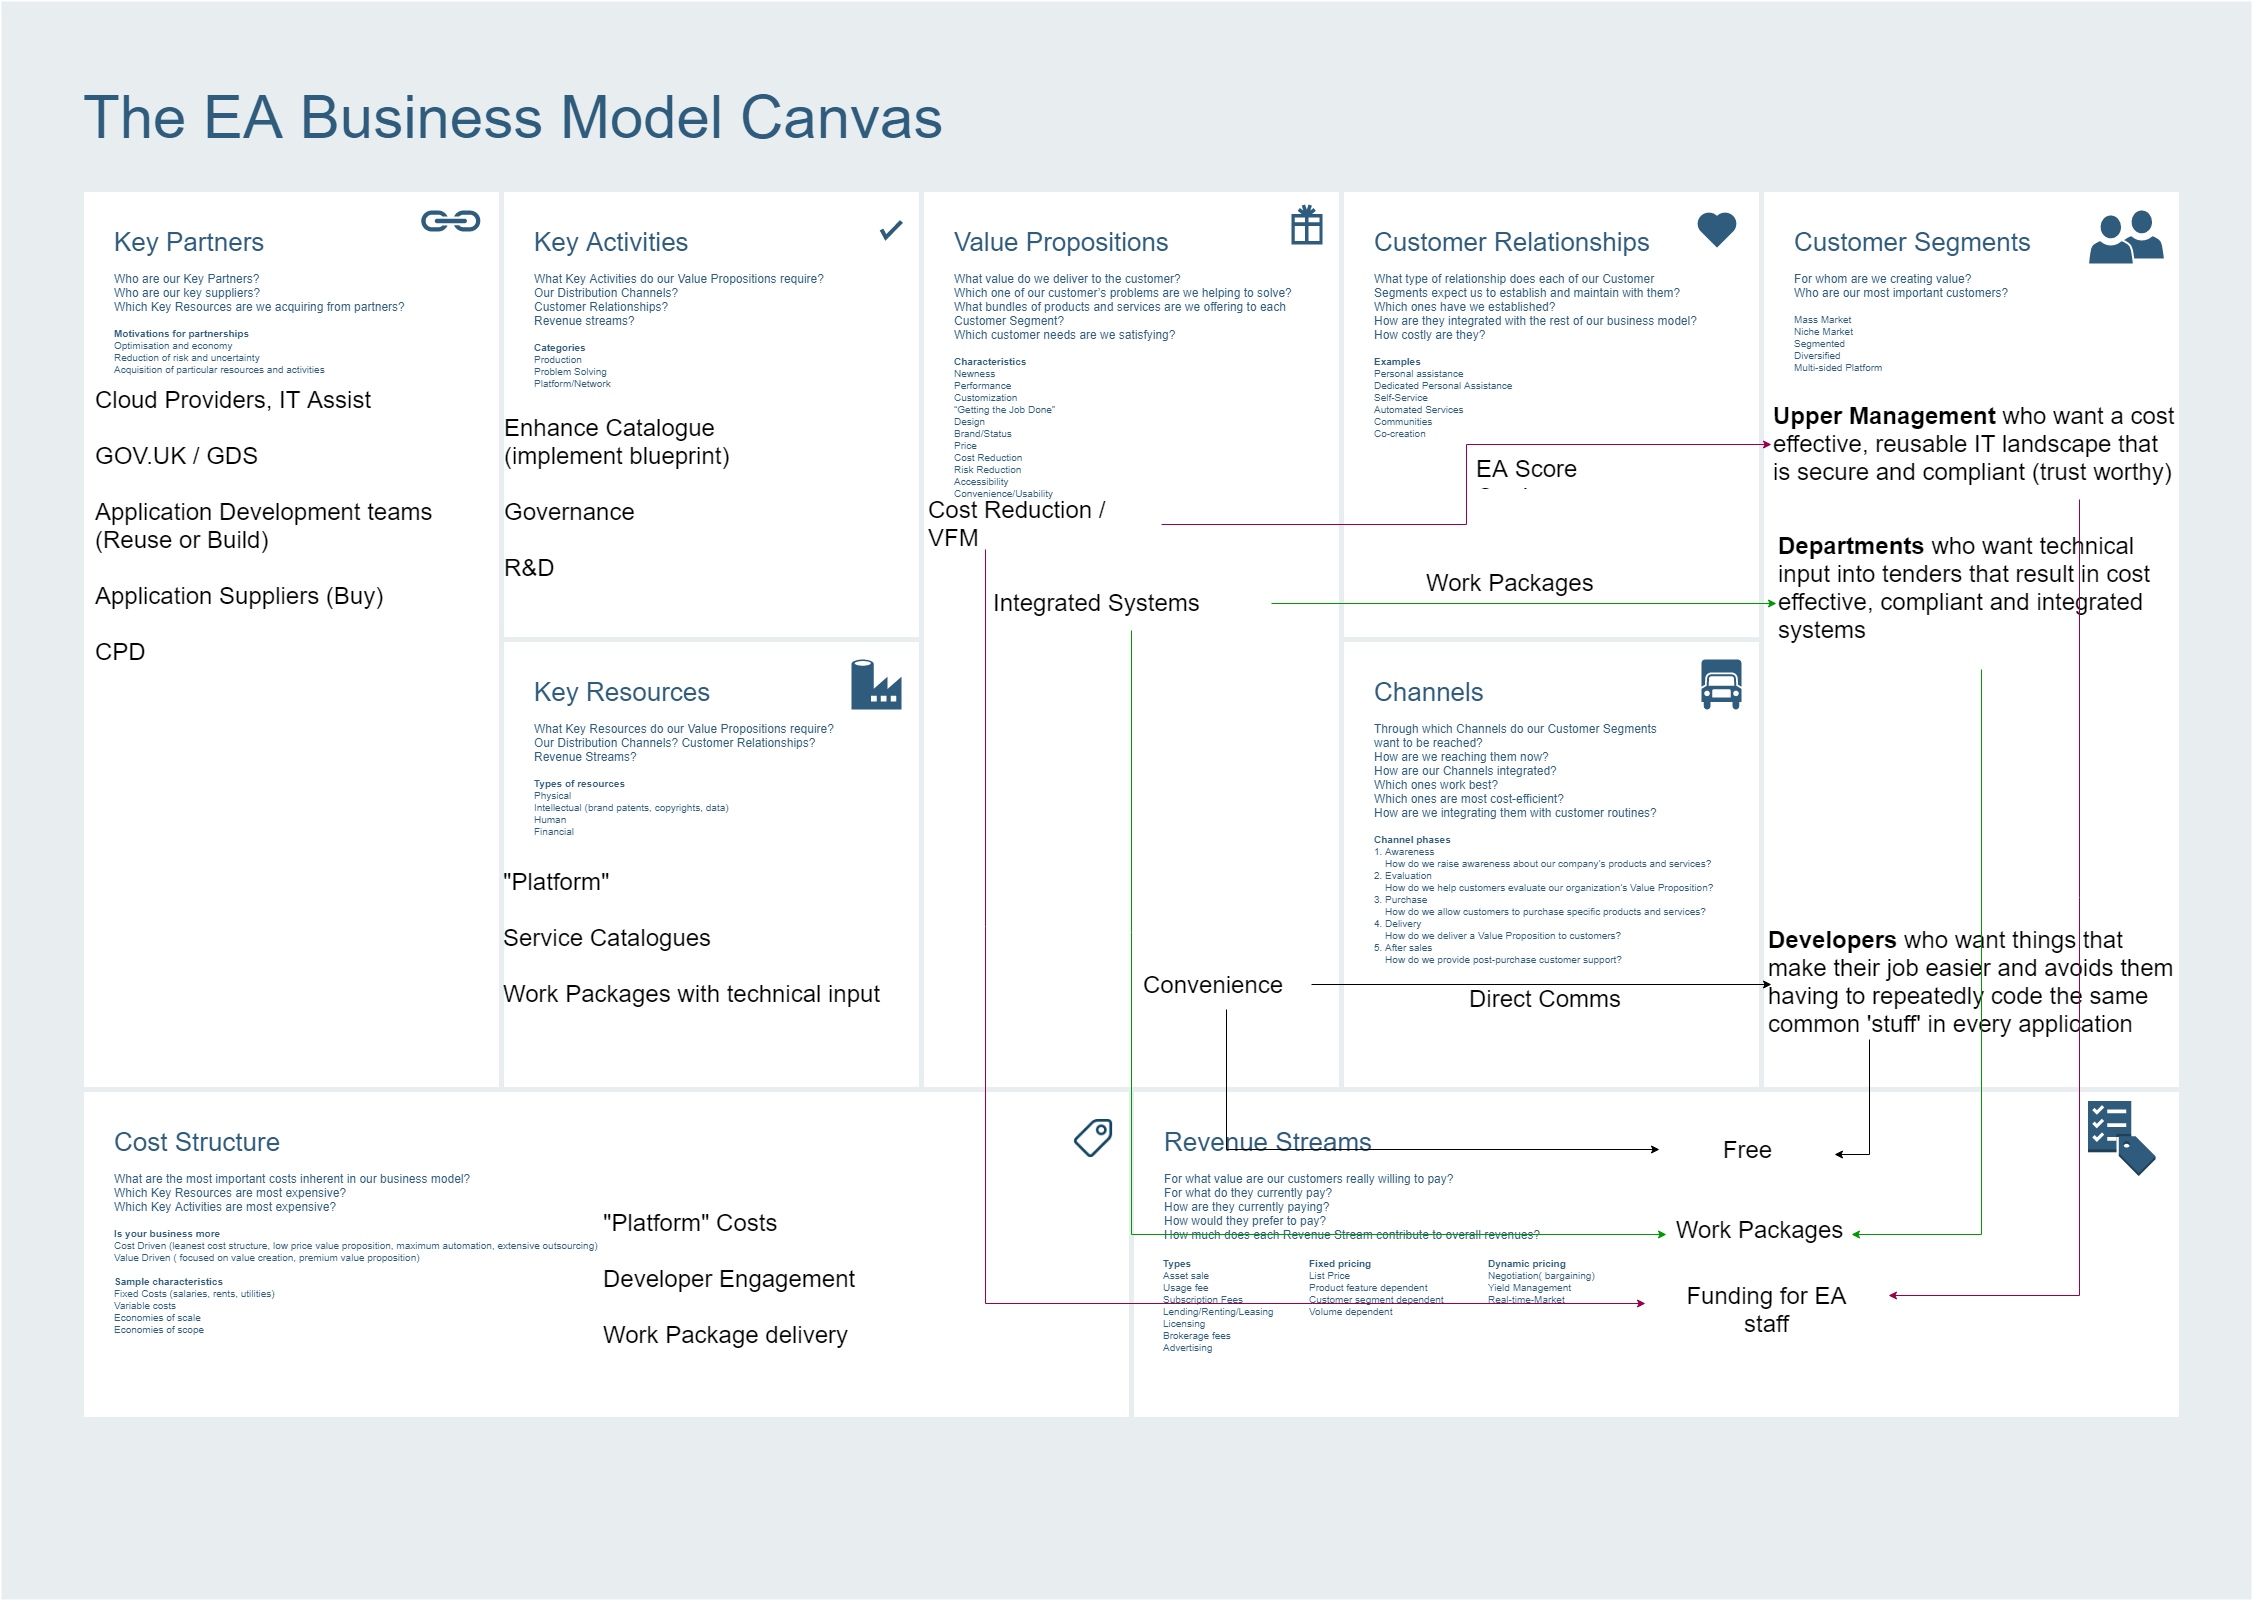 The EA Business Model Canvas
Key Partners
Who are our Key Partners?
Who are our key suppliers?
Which Key Resources are we acquiring from partners?
Motivations for partnerships
Optimisation and economy
Reduction of risk and uncertainty
Acquisition of particular resources and activities
Cloud Providers, IT Assist
GOV.UK / GDS
Application Development teams
(Reuse or Build)
Application Suppliers (Buy)
CPD
Key Activities
What Key Activities do our Value Propositions require?
Our Distribution Channels?
Customer Relationships?
Revenue streams?
Categories
Production
Problem Solving
Platform/Network
Enhance Catalogue
(implement blueprint)
Governance
R&D
Key Resources
What Key Resources do our Value Propositions require?
Our Distribution Channels? Customer Relationships?
Revenue Streams?
Types of resources
Physical
Intellectual (brand patents, copyrights, data)
Human
Financial
"Platform"
Service Catalogues
Work Packages with technical input
Value Propositions
What value do we deliver to the customer?
Which one of our customer's problems are we helping to solve?
What bundles of products and services are we offering to each
Customer Segment?
Which customer needs are we satisfying?
Characteristics
Newness
Performance
Customization
"Getting the Job Done"
Design
Brand/Status
Price
Cost Reduction
Risk Reduction
Accessibility
Convenience/Usability
Cost Reduction /
VFM
Integrated Systems
Convenience
Customer Relationships
What type of relationship does each of our Customer
Segments expect us to establish and maintain with them?
Which ones have we established?
How are they integrated with the rest of our business model?
How costly are they?
Examples
Personal assistance
Dedicated Personal Assistance
Self-Service
Automated Services
Communities
Co-creation
EA Score
Work Packages
Channels
Through which Channels do our Customer Segments
want to be reached?
How are we reaching them now?
How are our Channels integrated?
Which ones work best?
Which ones are most cost-efficient?
How are we integrating them with customer routines?
Channel phases
1. Awareness
How do we raise awareness about our company's products and services?
2. Evaluation
How do we help customers evaluate our organization's Value Proposition?
3. Purchase
How do we allow customers to purchase specific products and services?
4. Delivery
How do we deliver a Value Proposition to customers?
5. After sales
How do we provide post-purchase customer support?
Direct Comms
Customer Segments
For whom are we creating value?
Who are our most important customers?
Mass Market
Niche Market
Segmented
Diversified
Multi-sided Platform
Upper Management who want a cost
effective, reusable IT landscape that
is secure and compliant (trust worthy)
Departments who want technical
input into tenders that result in cost
effective, compliant and integrated
systems
Developers who want things that
make their job easier and avoids them
having to repeatedly code the same
common 'stuff' in every application
Cost Structure
What are the most important costs inherent in our business model?
Which Key Resources are most expensive?
Which Key Activities are most expensive?
Is your business more
Cost Driven (leanest cost structure, low price value proposition, maximum automation, extensive outsourcing)
Value Driven ( focused on value creation, premium value proposition)
Sample characteristics
Fixed Costs (salaries, rents, utilities)
Variable costs
Economies of scale
Economies of scope
"Platform" Costs
Developer Engagement
Work Package delivery
Revenue Streams
For what value are our customers really willing to pay?
For what do they currently pay?
How are they currently paying?
How would they prefer to pay?
How much does each Revenue Stream contribute to overall revenues?
Types
Asset sale
Usage fee
Subscription Fees
Lending/Renting/Leasing
Licensing
Brokerage fees
Advertising
Fixed pricing
List Price
Product feature dependent
Customer segment dependent
Volume dependent
Dynamic pricing
Negotiation( bargaining)
Yield Management
Real-time-Market
Free
Work Packages
Funding for EA
staff